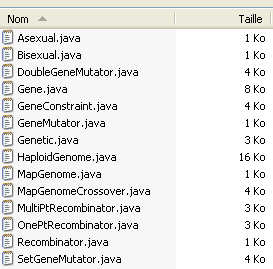 Nom Taille
Asexual.java 1 Ko
Bisexual.java 1 Ko
DoubleGeneMutator.java 4 Ko
Gene.java 8 Ko
GeneConstraint.java 4 Ko
GeneMutator.java 1 Ko
Genetic.java 3 Ko
HaploidGenome.java 16 Ko
MapGenome.java 1 Ko
MapGenomeCrossover.java 4 Ko
MultiPtRecombinator.java 3 Ko
OnePtRecombinator.java 3 Ko
Recombinator.java 1 Ko
SetGeneMutator.java 4 Ko